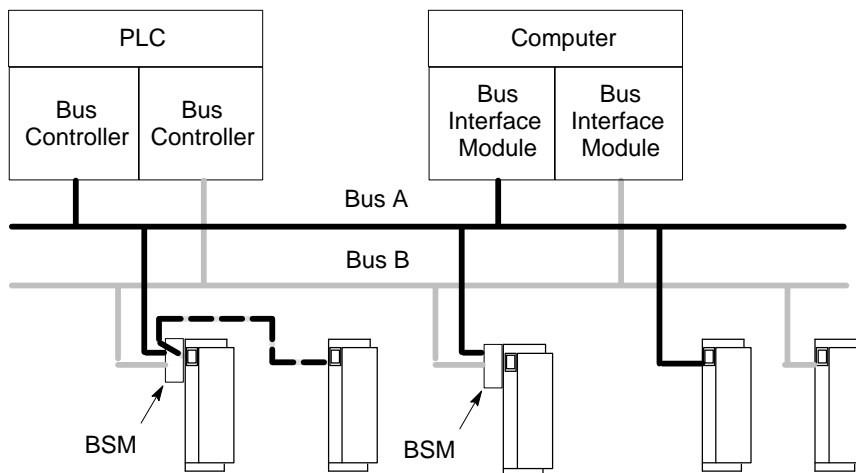 PLC
Computer
Bus
Controller
Bus
Controller
Bus
Interface
Module
Bus
Interface
Module
Bus A
Bus B
BSM
BSM